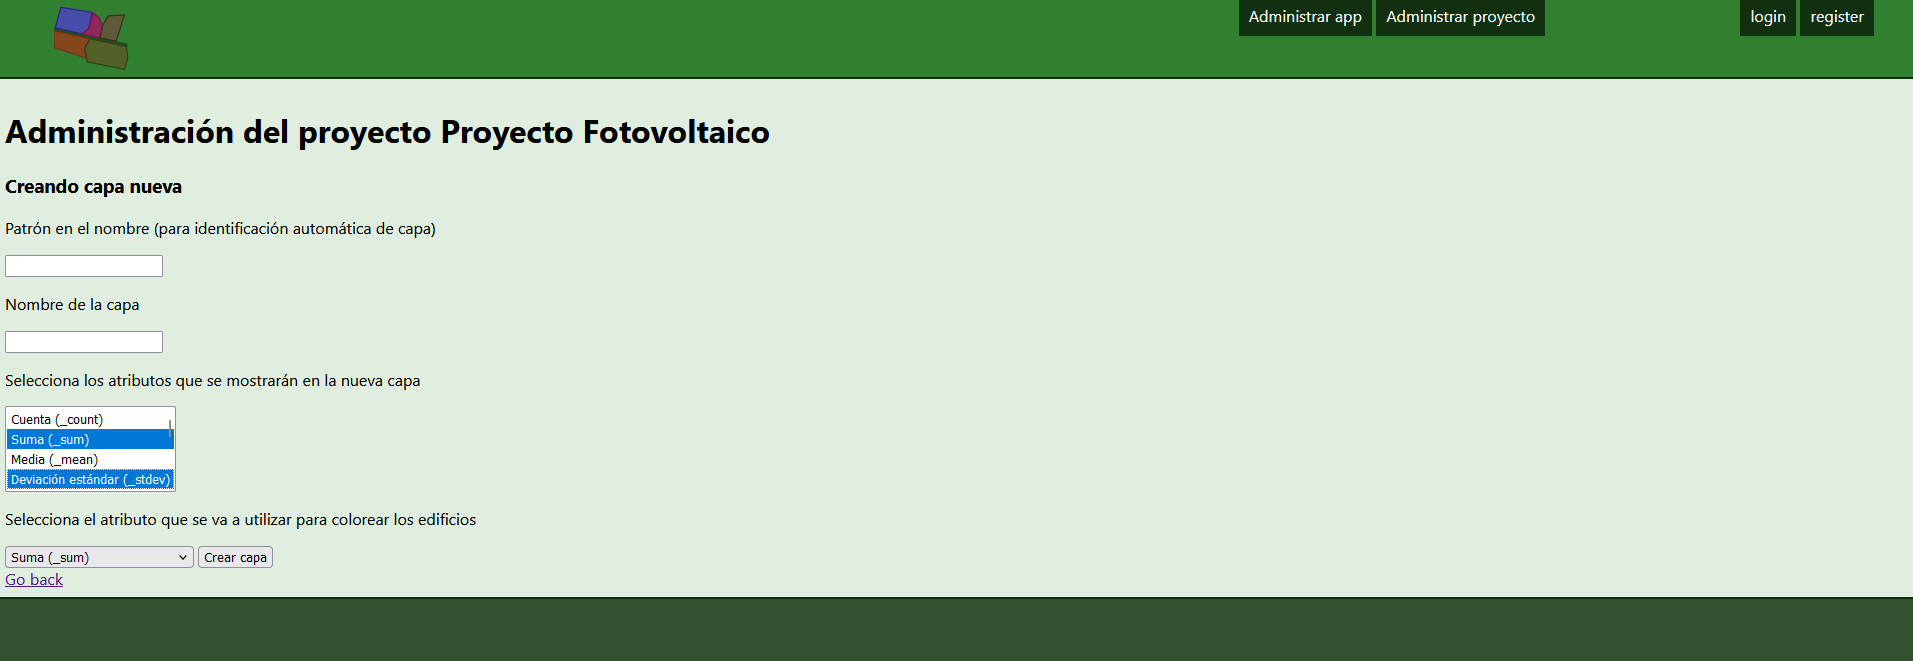 Administrar app
Administrar proyecto
login
register
Administración del proyecto Proyecto Fotovoltaico
Creando capa nueva
Patrón en el nombre (para identificación automática de capa)
Nombre de la capa
Selecciona los atributos que se mostrarán en la nueva capa
Cuenta (_count)
Suma (_sum)
Media (_mean)
Deviación estándar (_stdev)
Selecciona el atributo que se va a utilizar para colorear los edificios
Suma (_sum)
Crear capa
Go back